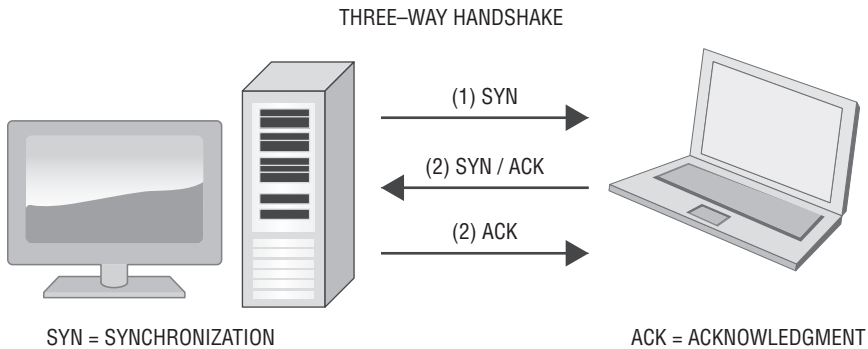 THREE–WAY HANDSHAKE
(1) SYN
(2) SYN / ACK
(2) ACK
SYN = SYNCHRONIZATION
ACK = ACKNOWLEDGMENT